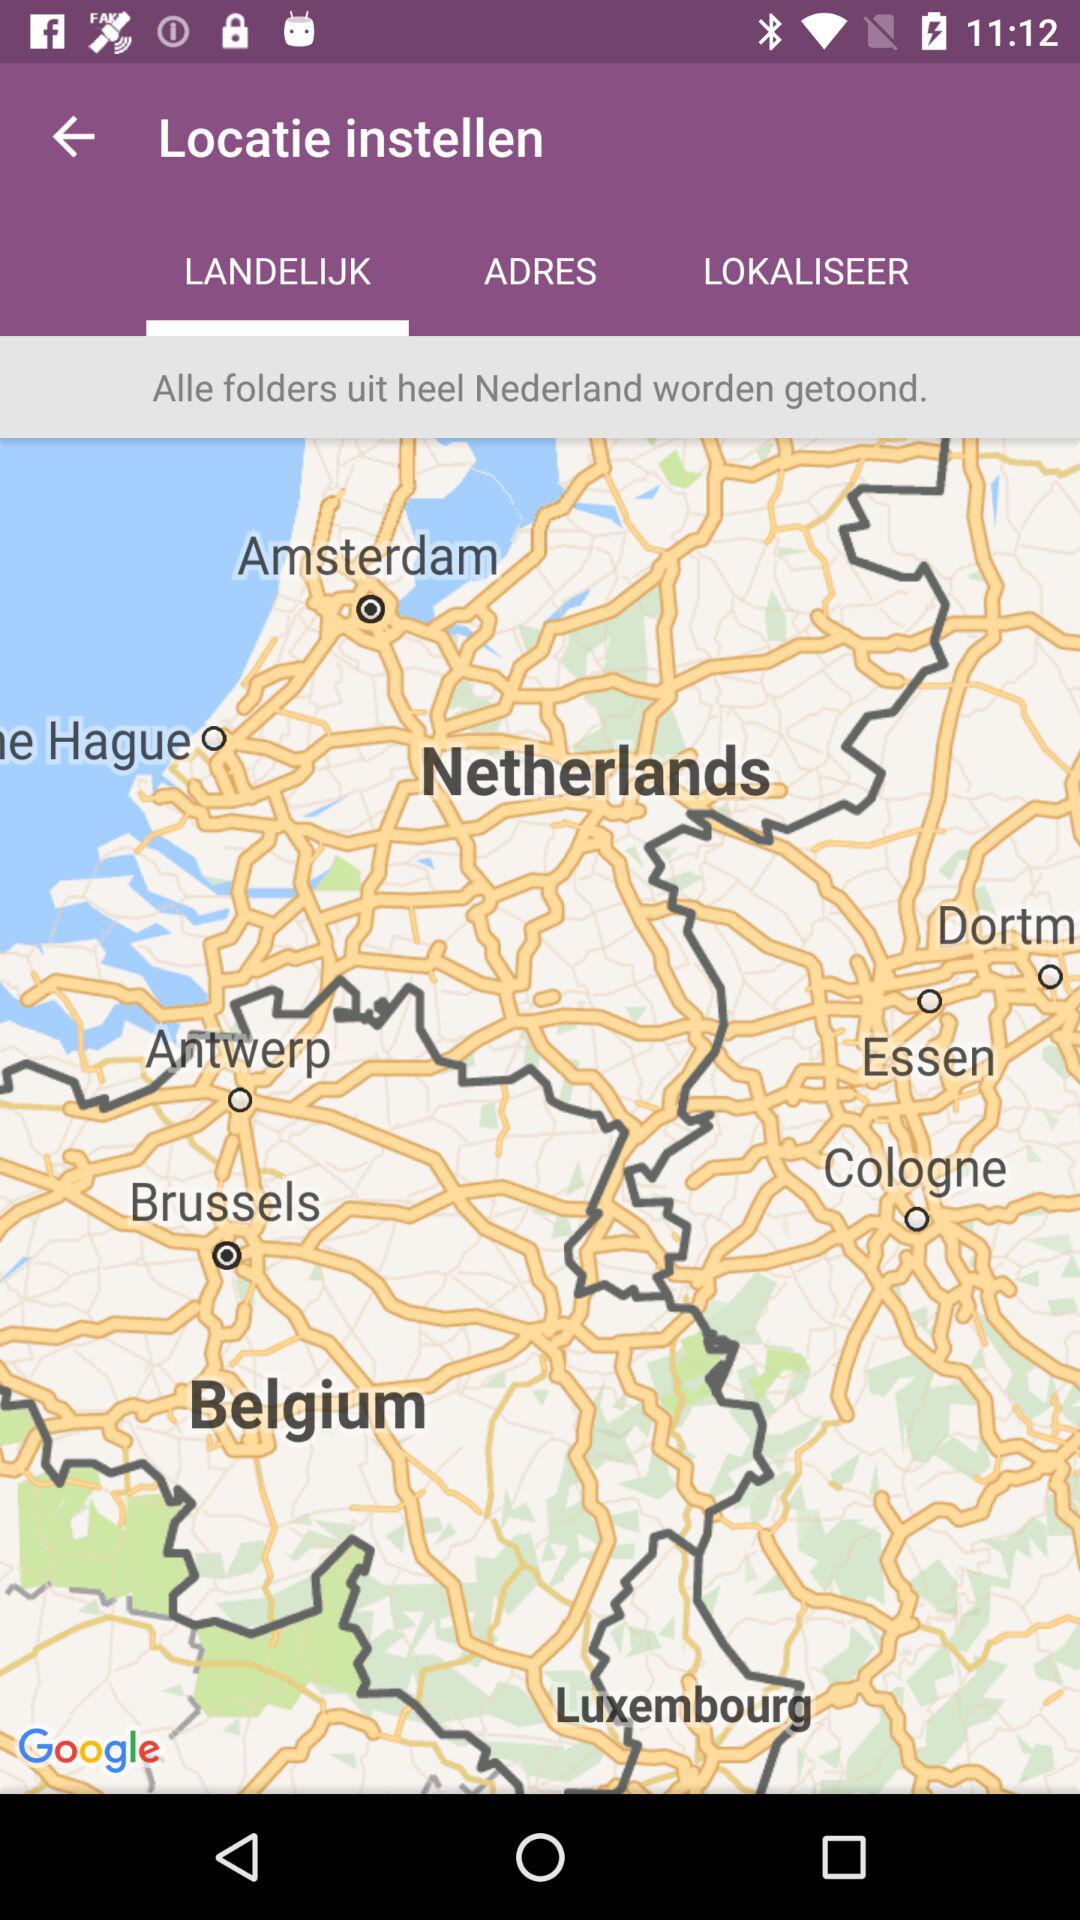 FAKE
11:12
Locatie instellen
LANDELIJK ADRES LOKALISEER
Alle folders uit heel Nederland worden getoond.
Amsterdam
he Hague
Netherlands
Dortm
Antwerp
Essen
Cologne
Brussels
Belgium
Luxembourg
Google